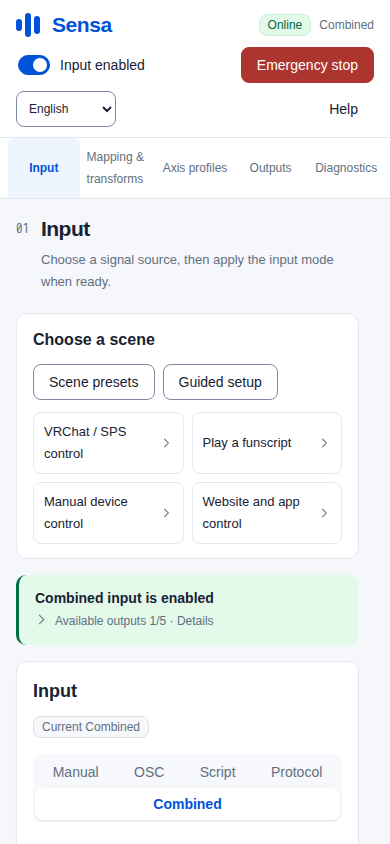 Sensa
Online Combined
Input enabled
Emergency stop
English
Help
Input
Mapping &
transforms
Axis profiles
Outputs
Diagnostics
01 Input
Choose a signal source, then apply the input mode
when ready.
Choose a scene
Scene presets
Guided setup
VRChat / SPS
control
Play a funscript
Manual device
control
Website and app
control
Combined input is enabled
Available outputs 1/5 · Details
Input
Current Combined
Manual
OSC
Script
Protocol
Combined